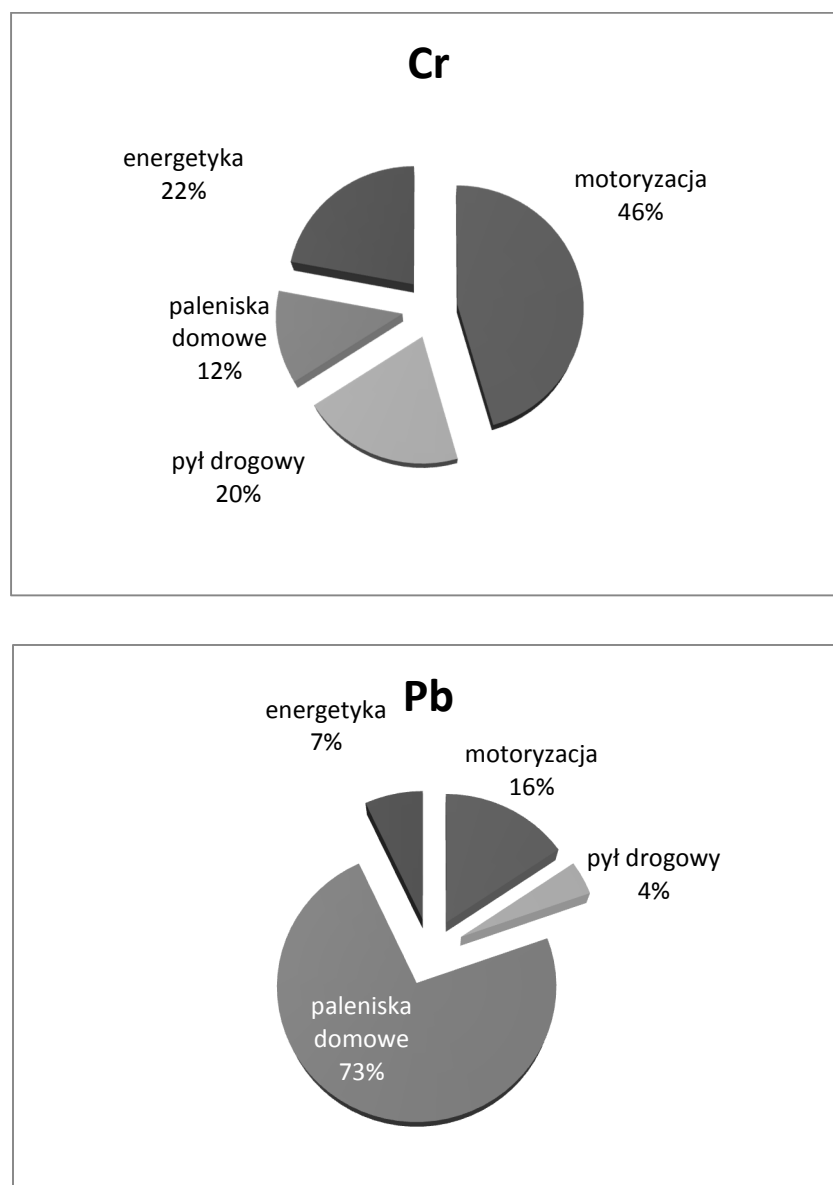 Cr
energetyka
22%
motoryzacja
46%
paleniska
domowe
12%
pył drogowy
20%
Pb
energetyka
7%
motoryzacja
16%
pył drogowy
4%
paleniska
domowe
73%